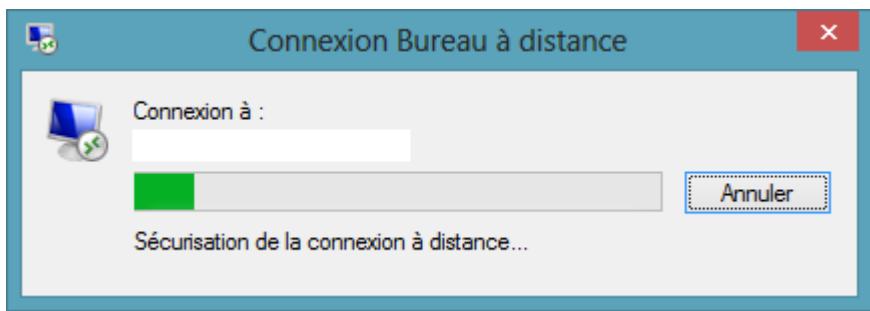 Connexion Bureau à distance
Connexion à :
Annuler
Sécurisation de la connexion à distance...